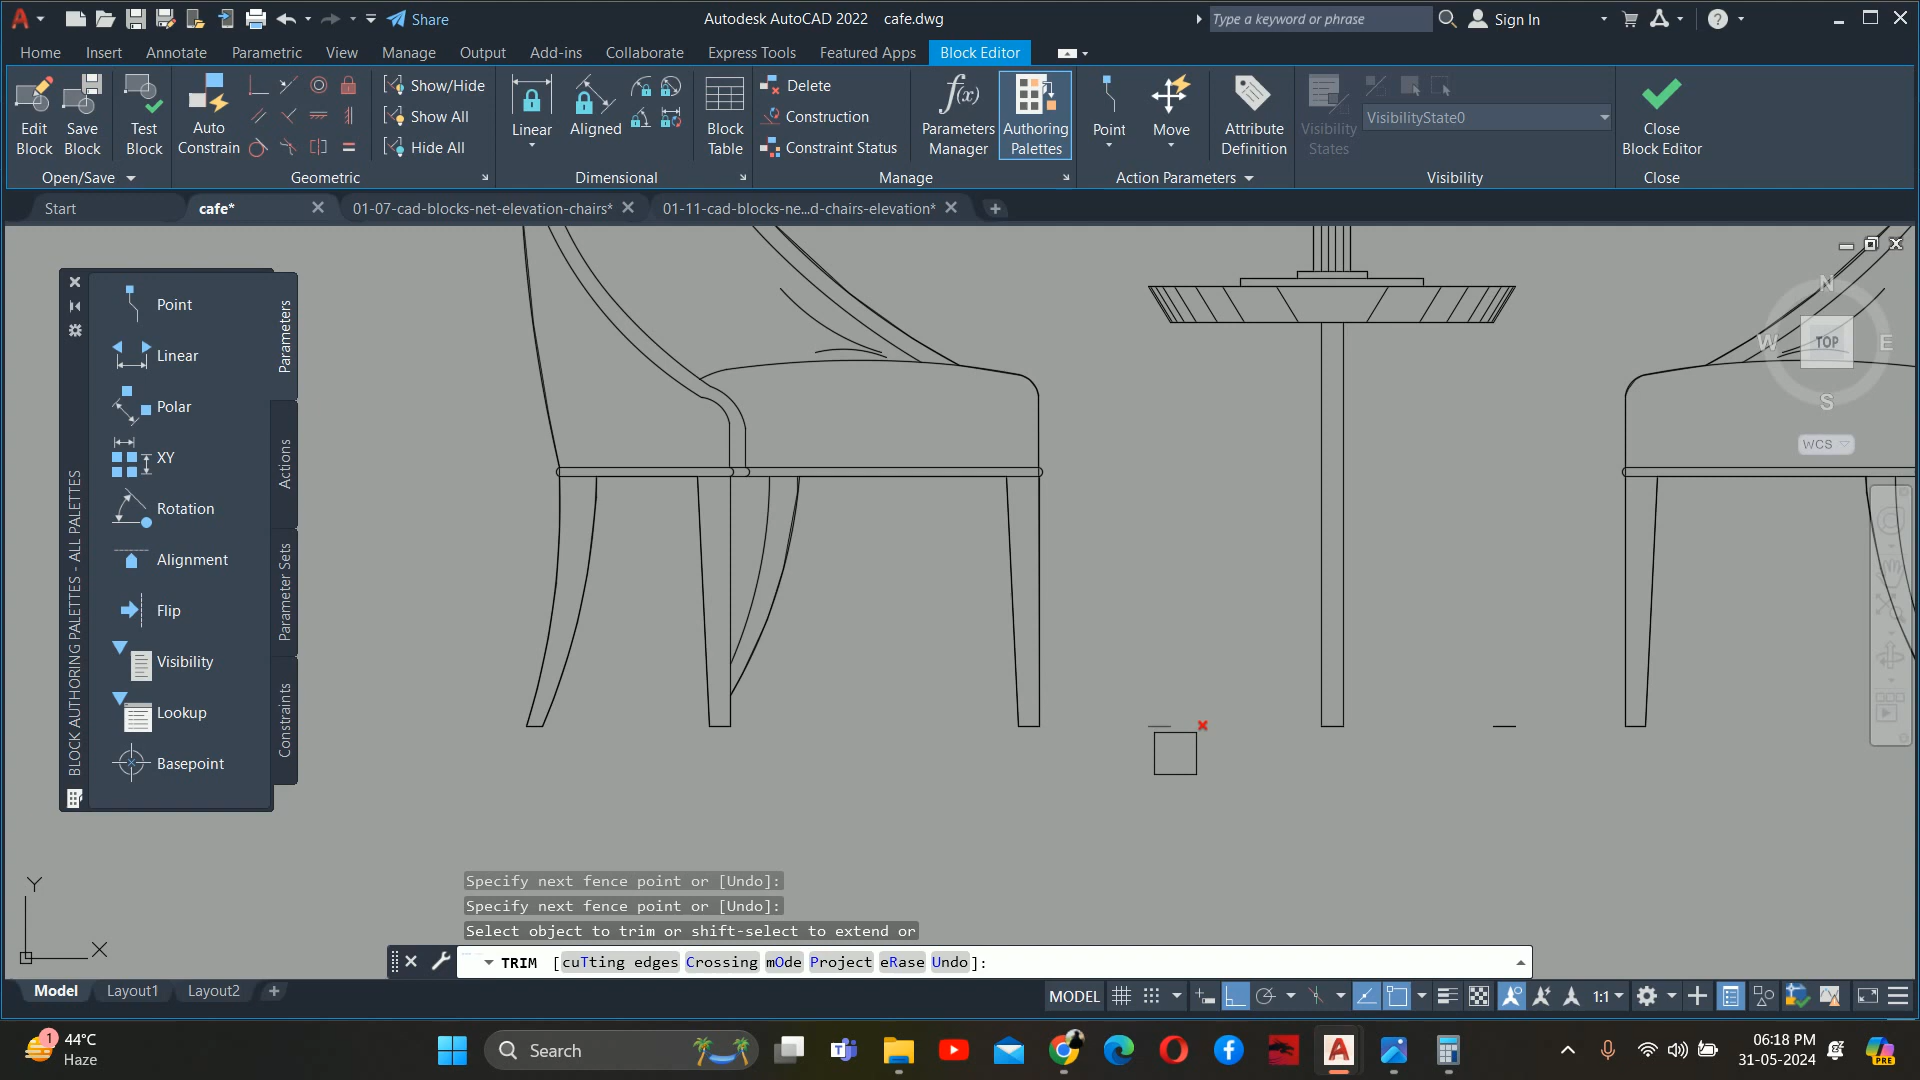 Share
Autodesk AutoCAD 2022 cafe.dwg
Type a keyword or phrase
Sign In
Home Insert Annotate Parametric View Manage Output Add-ins Collaborate Express Tools Featured Apps Block Editor
Edit Block
Save Block
Test Block
Auto Constrain
Show/Hide
Show All
Hide All
Linear
Aligned
Block Table
Delete
Construction
Constraint Status
f(x)
Parameters Manager
Authoring Palettes
Point
Move
Attribute Definition
Visibility States
VisibilityState0
Close Block Editor
Open/Save Geometric Dimensional Manage Action Parameters Visibility Close
Start cafe* 01-07-cad-blocks-net-elevation-chairs* 01-11-cad-blocks-ne...d-chairs-elevation*
Point
Linear
Polar
XY
Rotation
Alignment
Flip
Visibility
Lookup
Basepoint
Parameters
Actions
Parameter Sets
Constraints
BLOCK AUTHORING PALETTES - ALL PALETTES
N
W TOP E
S
WCS
Y
X
Specify next fence point or [Undo]:
Specify next fence point or [Undo]:
Select object to trim or shift-select to extend or
TRIM [cuTting edges Crossing mOde Project eRase Undo]:
Model Layout1 Layout2
MODEL
1:1
1
44°C
Haze
Search
PRE
06:18 PM
31-05-2024